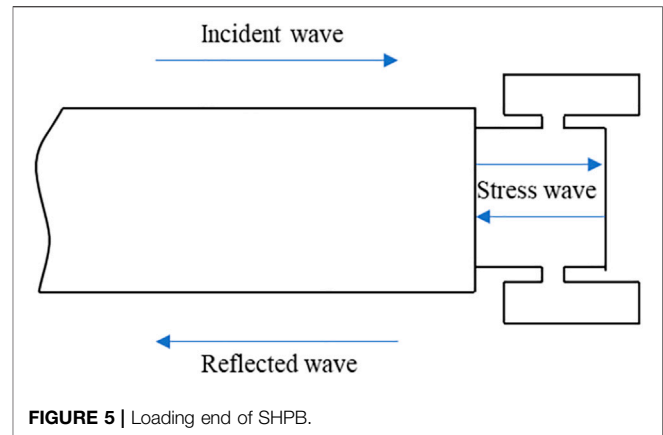 Incident wave
Stress wave
Reflected wave
FIGURE 5 | Loading end of SHPB.